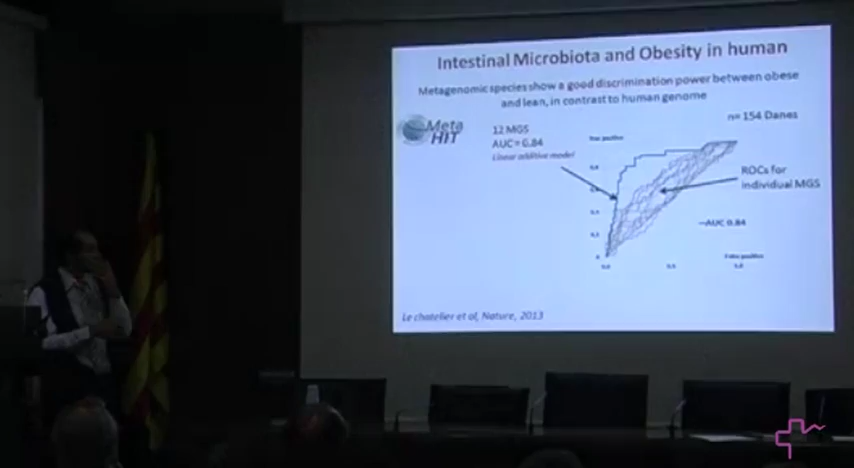 Intestinal Microbiota and Obesity in human
Metagenomic species show a good discrimination power between obese
and lean, in contrast to human genome
n= 154 Danes
Meta
HIT
12 MGS
AUC = 0.84
Linear additive model
True positive
ROCs for
individual MGS
AUC 0.84
False positive
Le chatelier et al, Nature, 2013